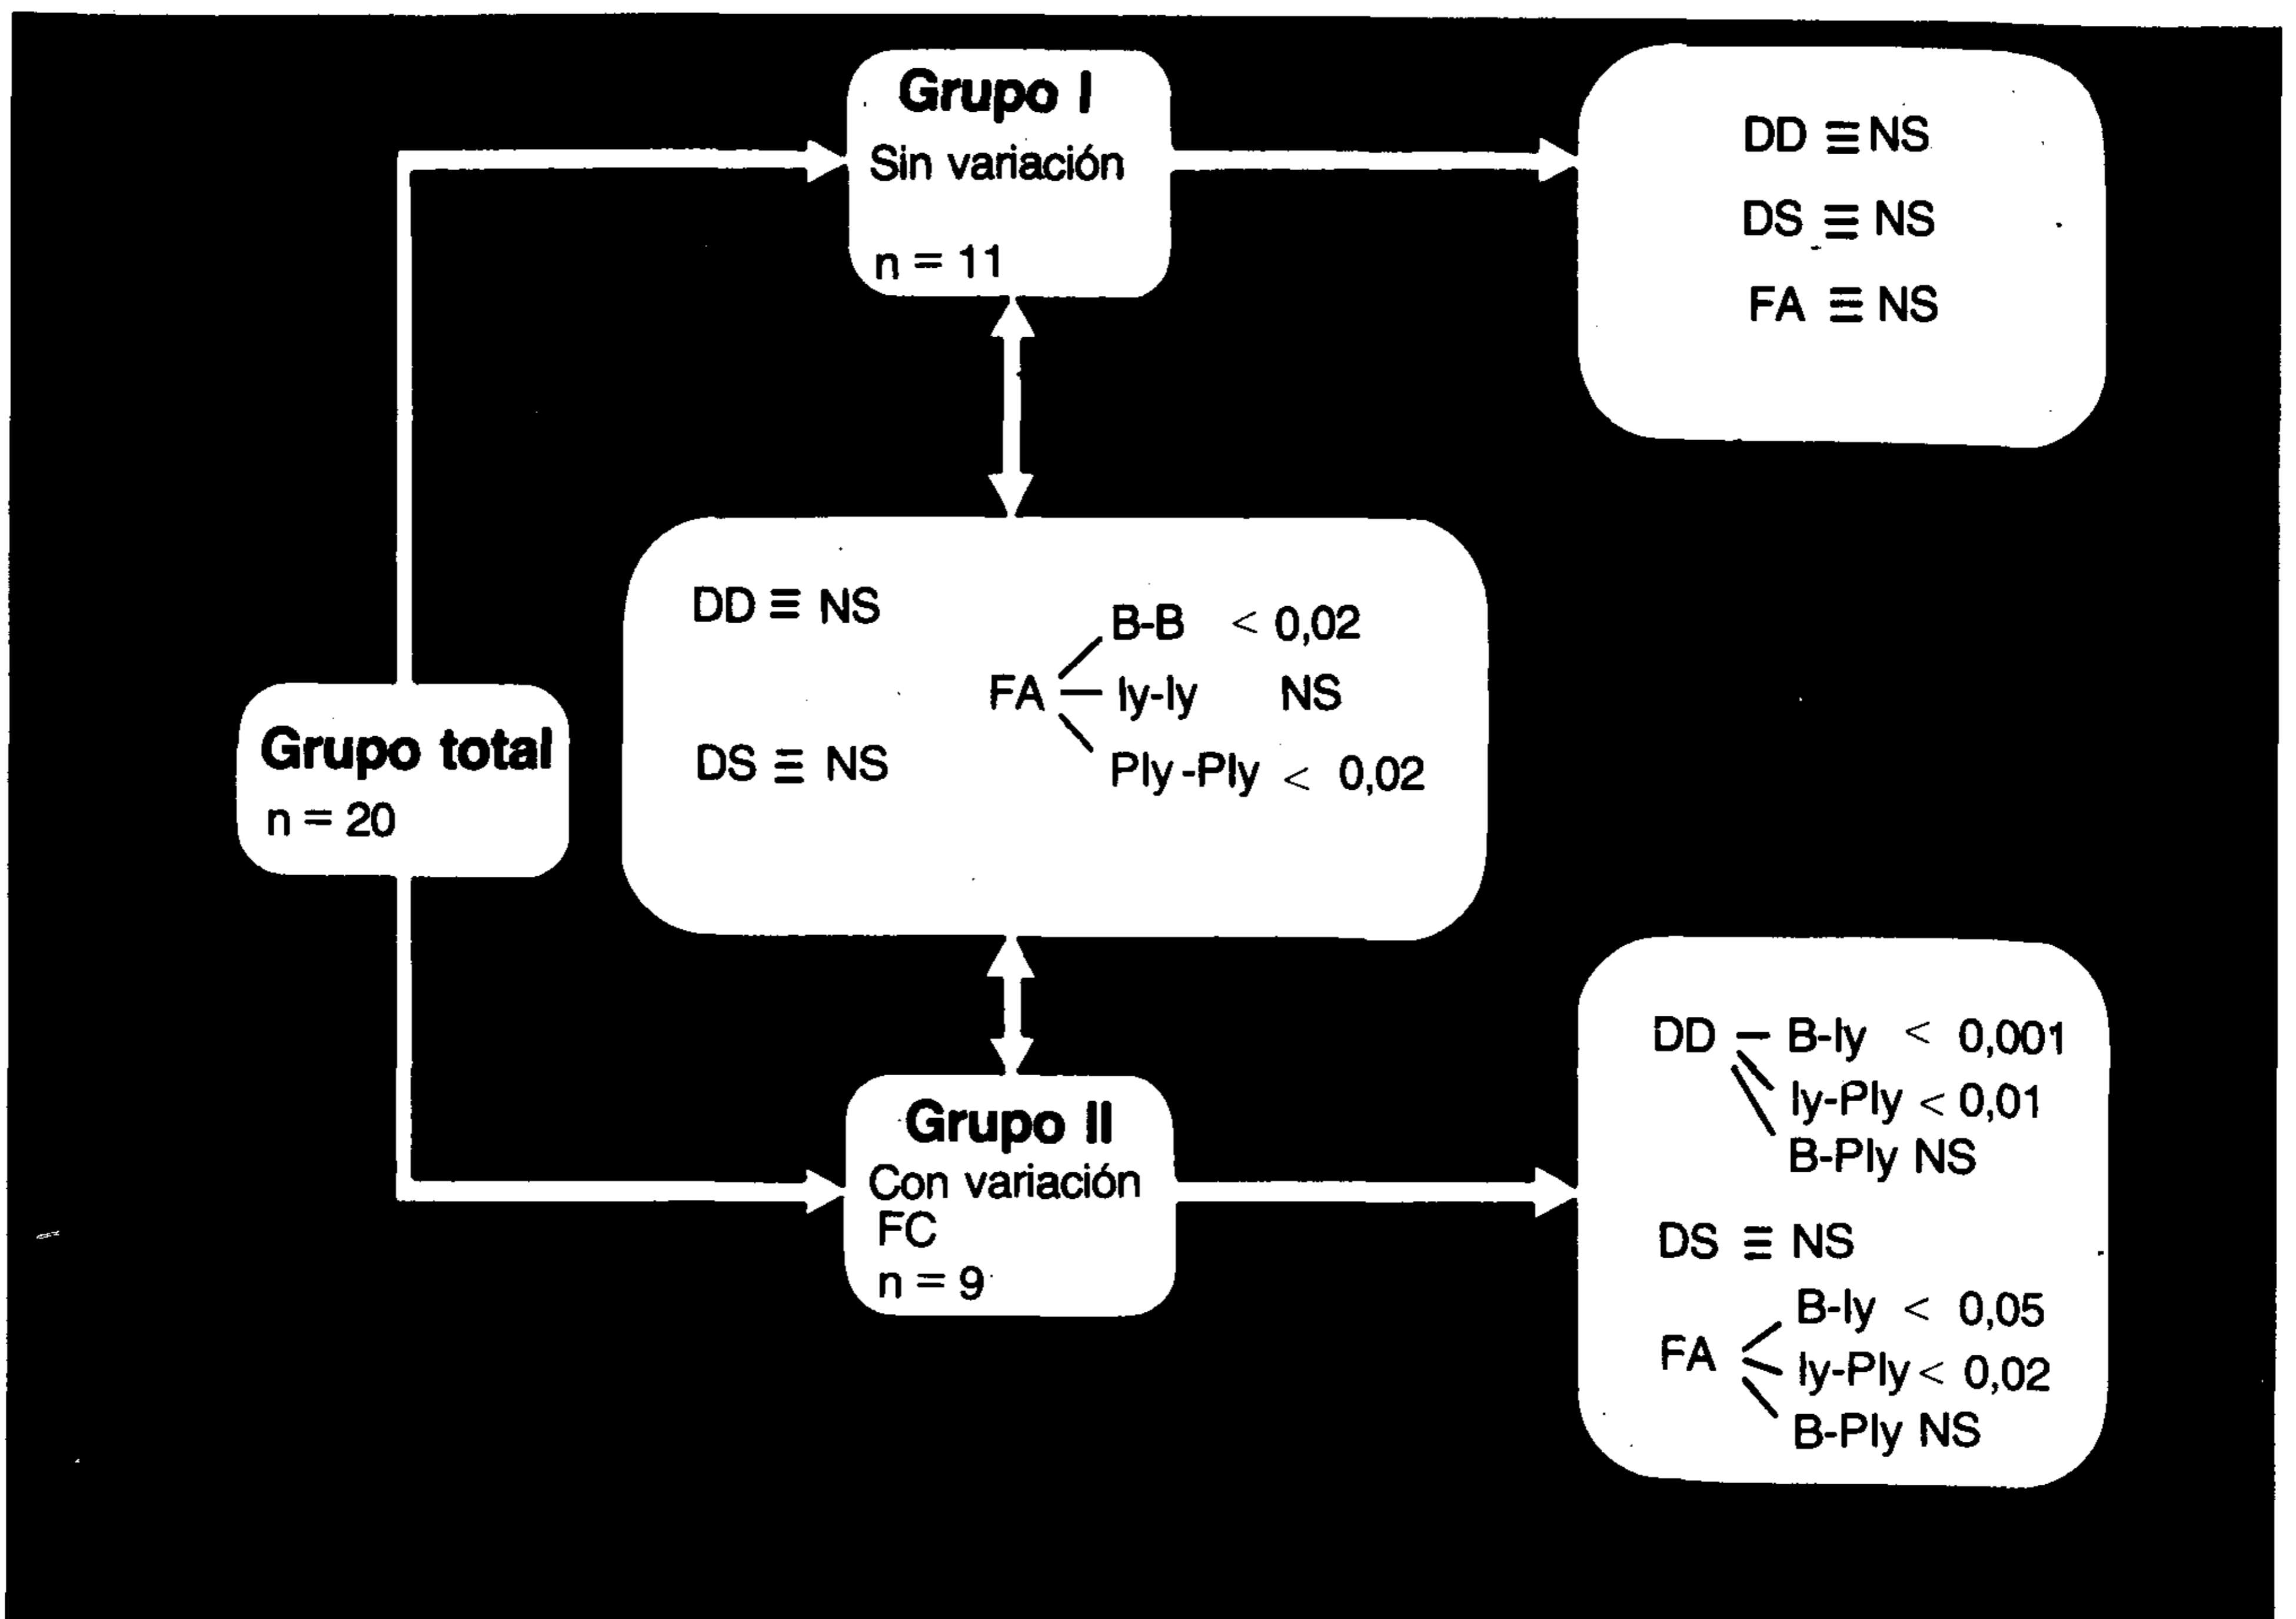 Grupo I
Sin variación
n = 11
DD ≡ NS
DS ≡ NS
FA ≡ NS
DD ≡ NS
DS ≡ NS
FA
B-B < 0,02
Iy-Iy NS
Ply-Ply < 0,02
Grupo total
n = 20
Grupo II
Con variación
FC
n = 9
DD
B-Iy < 0,001
Iy-Ply < 0,01
B-Ply NS
DS ≡ NS
FA
B-Iy < 0,05
Iy-Ply < 0,02
B-Ply NS